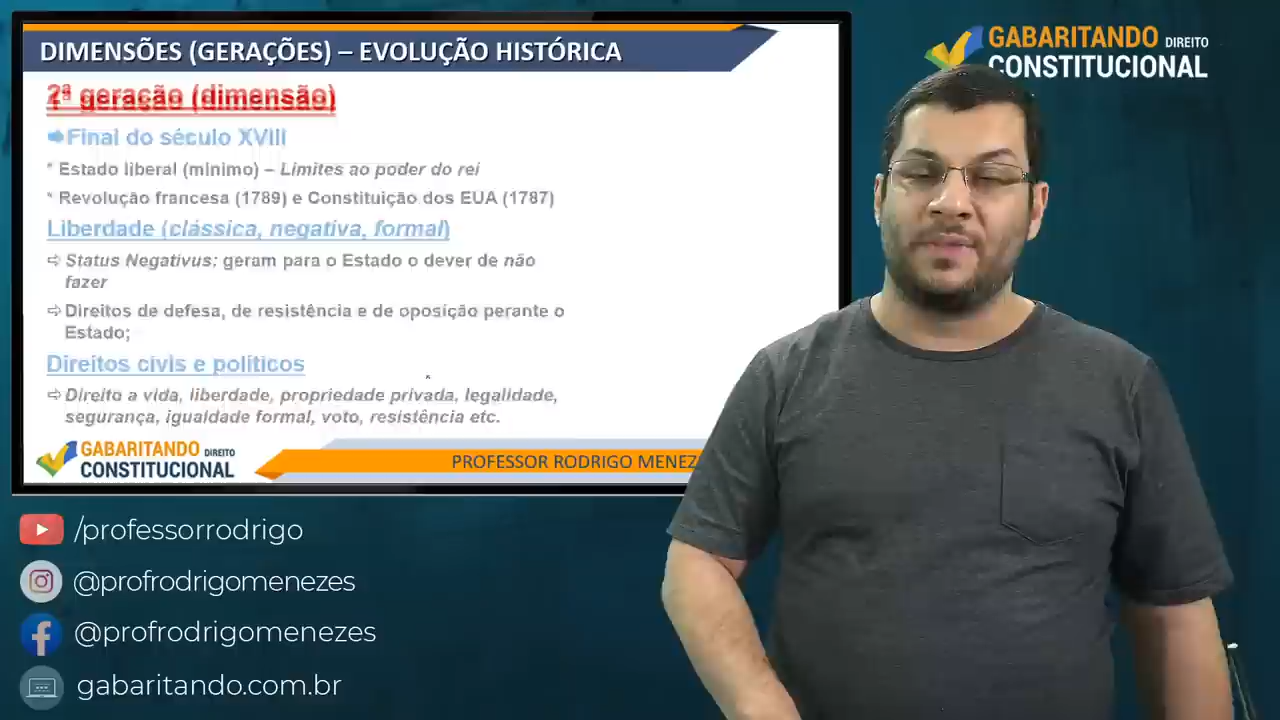 DIMENSÕES (GERAÇÕES) – EVOLUÇÃO HISTÓRICA
GABARITANDO DIREITO
CONSTITUCIONAL
2ª geração (dimensão)
Final do século XVIII
* Estado liberal (mínimo) – Limites ao poder do rei
* Revolução francesa (1789) e Constituição dos EUA (1787)
Liberdade (clássica, negativa, formal)
⇨ Status Negativus: geram para o Estado o dever de não
fazer
⇨ Direitos de defesa, de resistência e de oposição perante o
Estado;
Direitos civis e políticos
⇨ Direito a vida, liberdade, propriedade privada, legalidade,
segurança, igualdade formal, voto, resistência etc.
GABARITANDO DIREITO
CONSTITUCIONAL
PROFESSOR RODRIGO MENEZ
/professorrodrigo
@profrodrigomenezes
@profrodrigomenezes
gabaritando.com.br